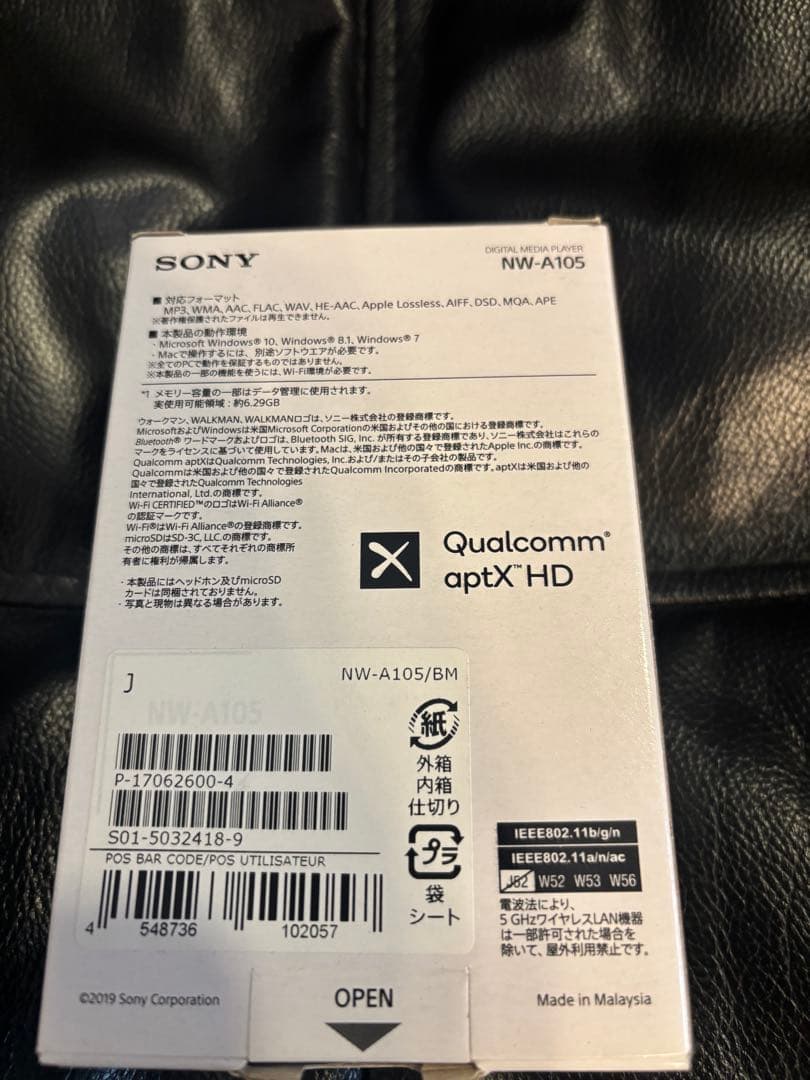 SONY
DIGITAL MEDIA PLAYER
NW-A105
■ 対応フォーマット
MP3, WMA, AAC, FLAC, WAV, HE-AAC, Apple Lossless, AIFF, DSD, MQA, APE
※著作権保護されたファイルは再生できません。
■ 本製品の動作環境
・Microsoft Windows® 10、Windows® 8.1、Windows® 7
・Macで操作するには、別途ソフトウエアが必要です。
※全てのPCで動作を保証するものではありません。
※本製品の一部の機能を使うには、Wi-Fi環境が必要です。
*1 メモリー容量の一部はデータ管理に使用されます。
実使用可能領域：約6.29GB
ウォークマン、WALKMAN、WALKMANロゴは、ソニー株式会社の登録商標です。
MicrosoftおよびWindowsは米国Microsoft Corporationの米国およびその他の国における登録商標です。
Bluetooth® ワードマークおよびロゴは、Bluetooth SIG, Inc. が所有する登録商標であり、ソニー株式会社はこれらの
マークをライセンスに基づいて使用しています。Macは、米国および他の国々で登録されたApple Inc.の商標です。
Qualcomm aptXはQualcomm Technologies, Inc.および/またはその子会社の製品です。
Qualcommは米国および他の国々で登録されたQualcomm Incorporatedの商標です。aptXは米国および他の
国々で登録されたQualcomm Technologies
International, Ltd.の商標です。
Wi-Fi CERTIFIED™のロゴはWi-Fi Alliance®
の認証マークです。
Wi-Fi®はWi-Fi Alliance®の登録商標です。
microSDはSD-3C, LLC.の商標です。
その他の商標は、すべてそれぞれの商標所
有者に権利が帰属します。
・本製品にはヘッドホン及びmicroSD
カードは同梱されておりません。
・写真と現物は異なる場合があります。
Qualcomm®
aptX™ HD
J
NW-A105/BM
NW-A105
P-17062600-4
S01-5032418-9
POS BAR CODE/POS UTILISATEUR
4 548736 102057
紙
外箱
内箱
仕切り
プラ
袋
シート
IEEE802.11b/g/n
IEEE802.11a/n/ac
J52 W52 W53 W56
電波法により、
5 GHzワイヤレスLAN機器
は一部許可された場合を
除いて、屋外利用禁止です。
©2019 Sony Corporation
OPEN
Made in Malaysia